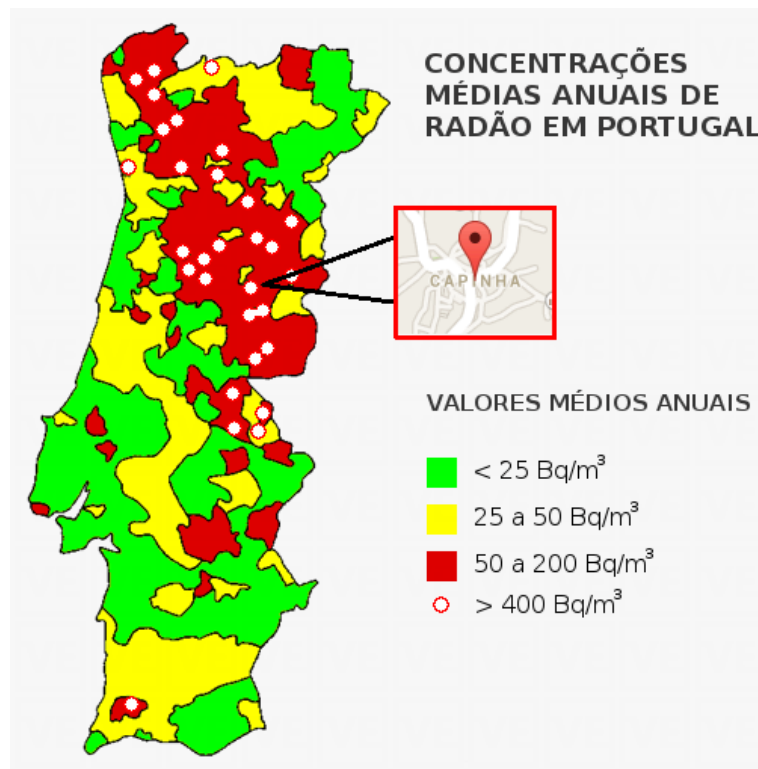 CONCENTRAÇÕES
MÉDIAS ANUAIS DE
RADÃO EM PORTUGAL
CAPINHA
VALORES MÉDIOS ANUAIS
< 25 Bq/m³
25 a 50 Bq/m³
50 a 200 Bq/m³
> 400 Bq/m³